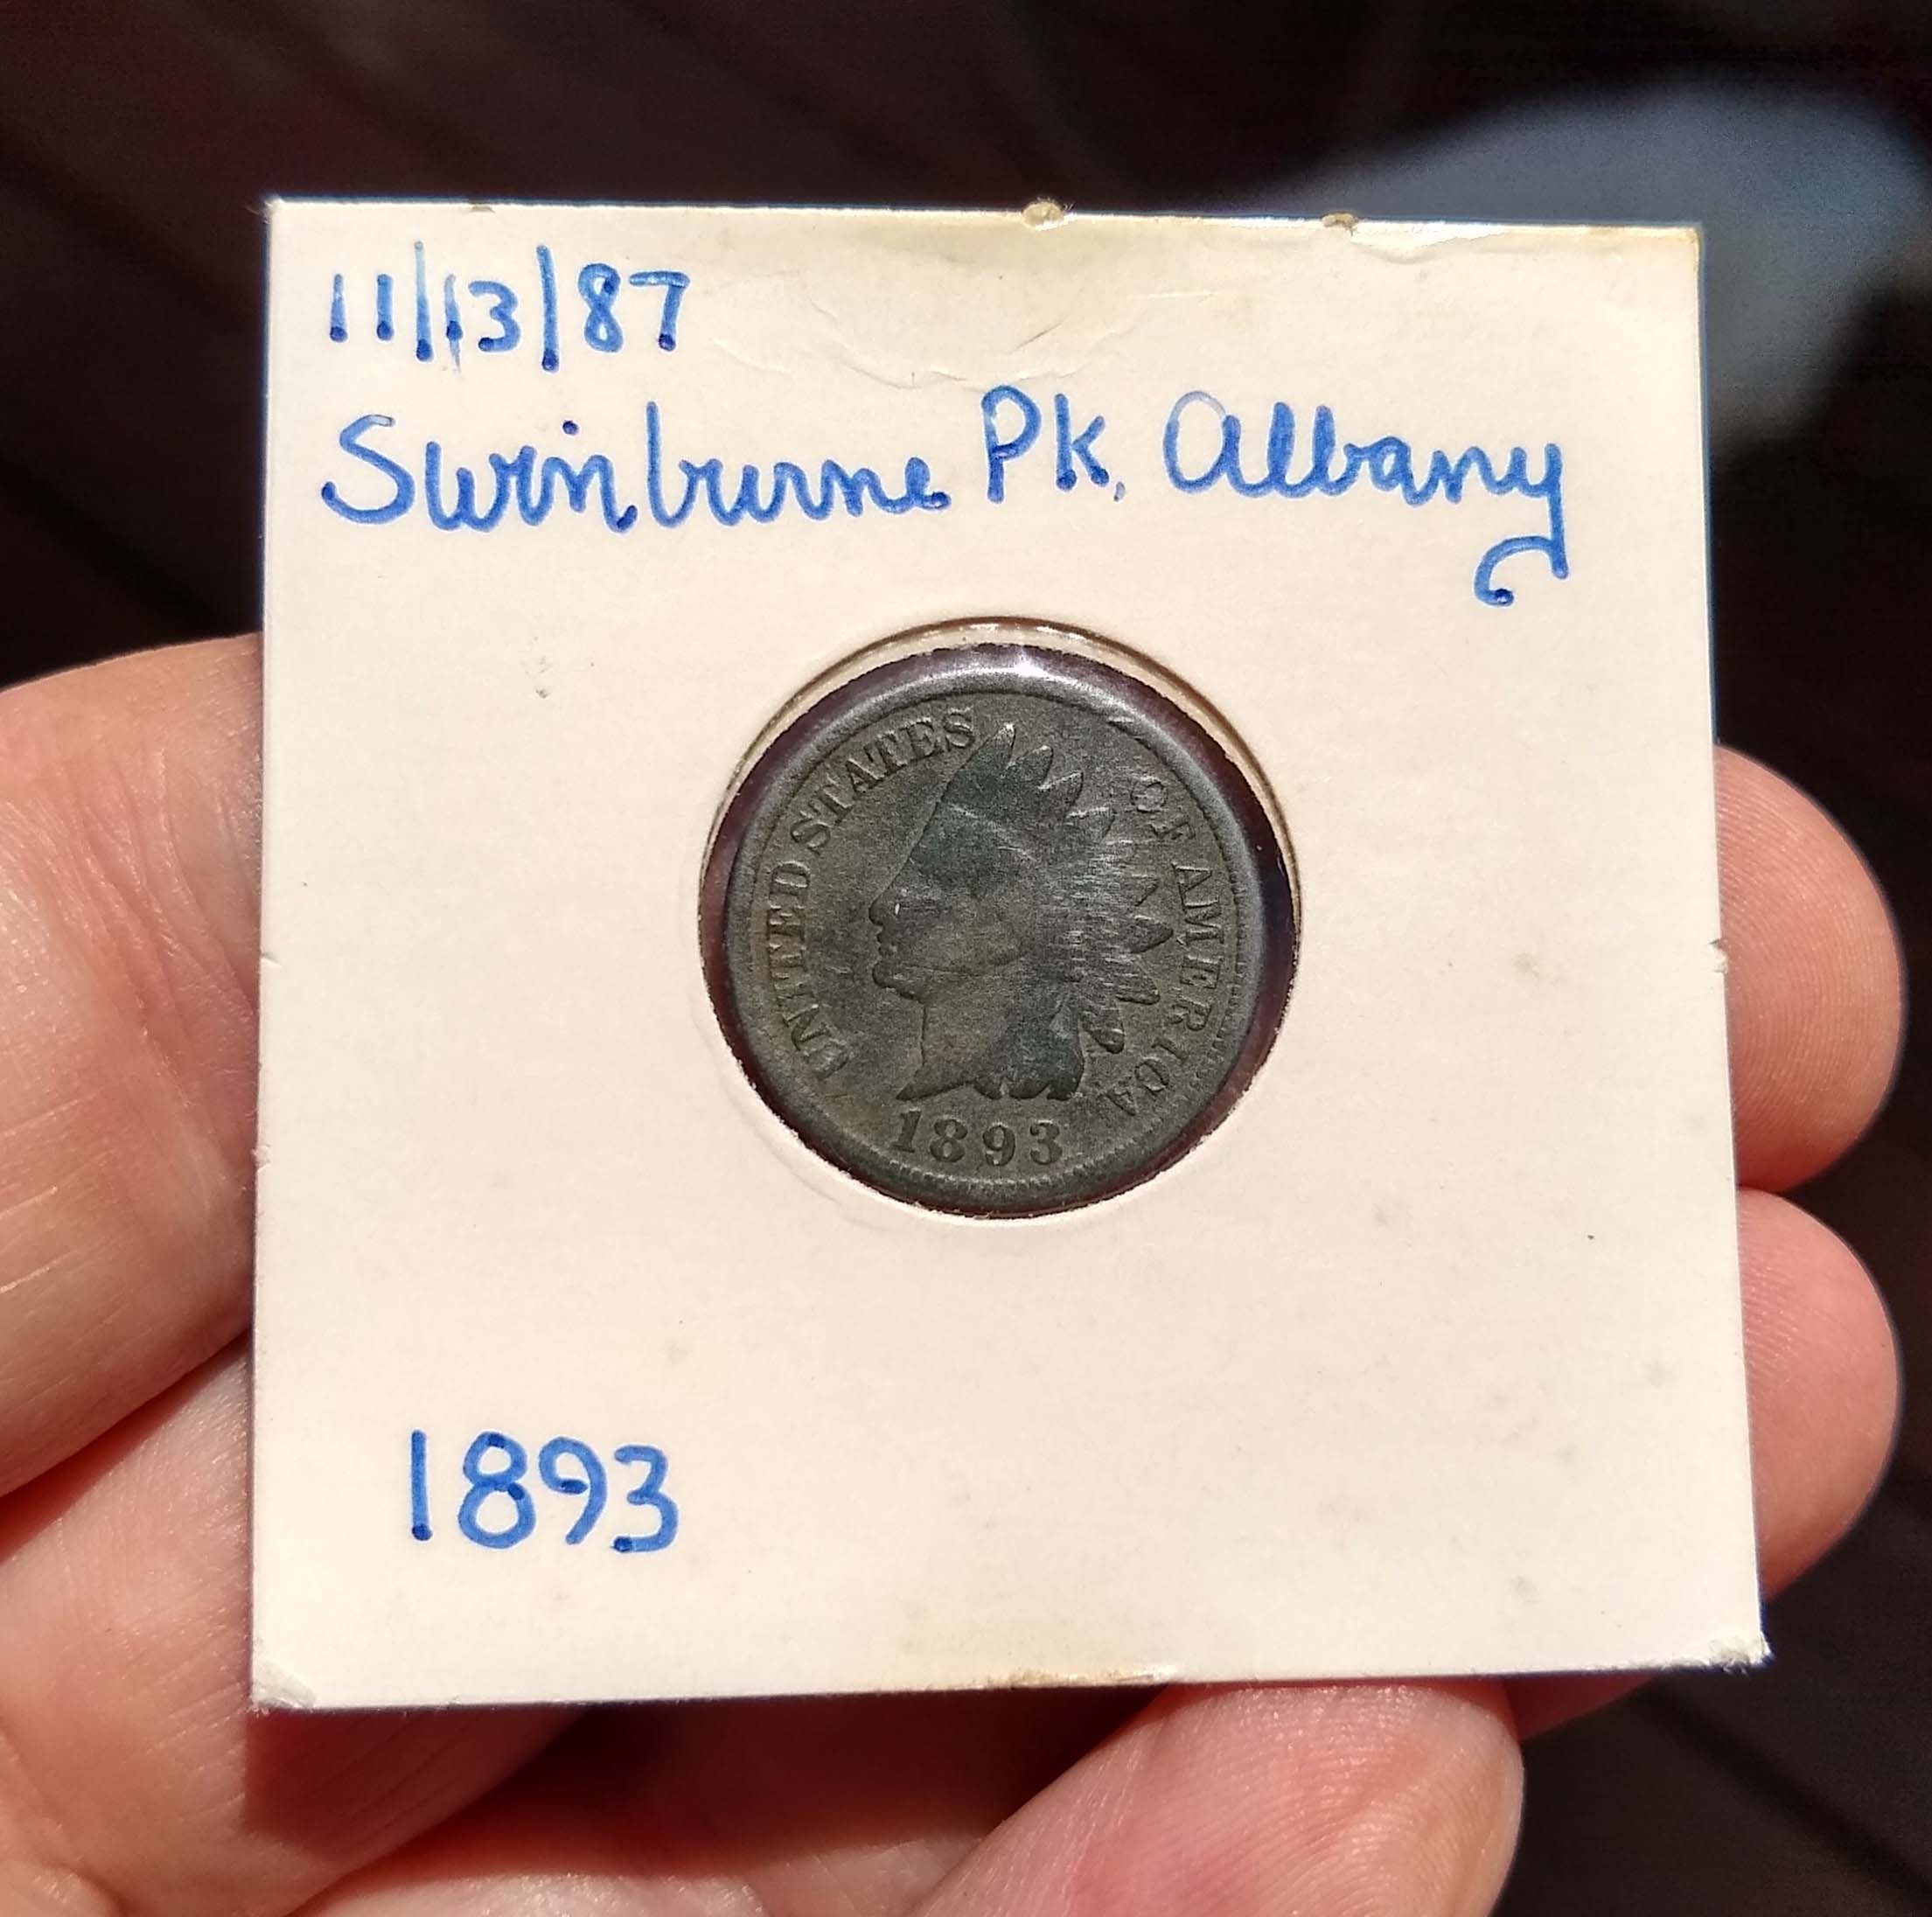 11/13/87
Swinburne Pk, Albany
UNITED STATES OF AMERICA
1893
1893